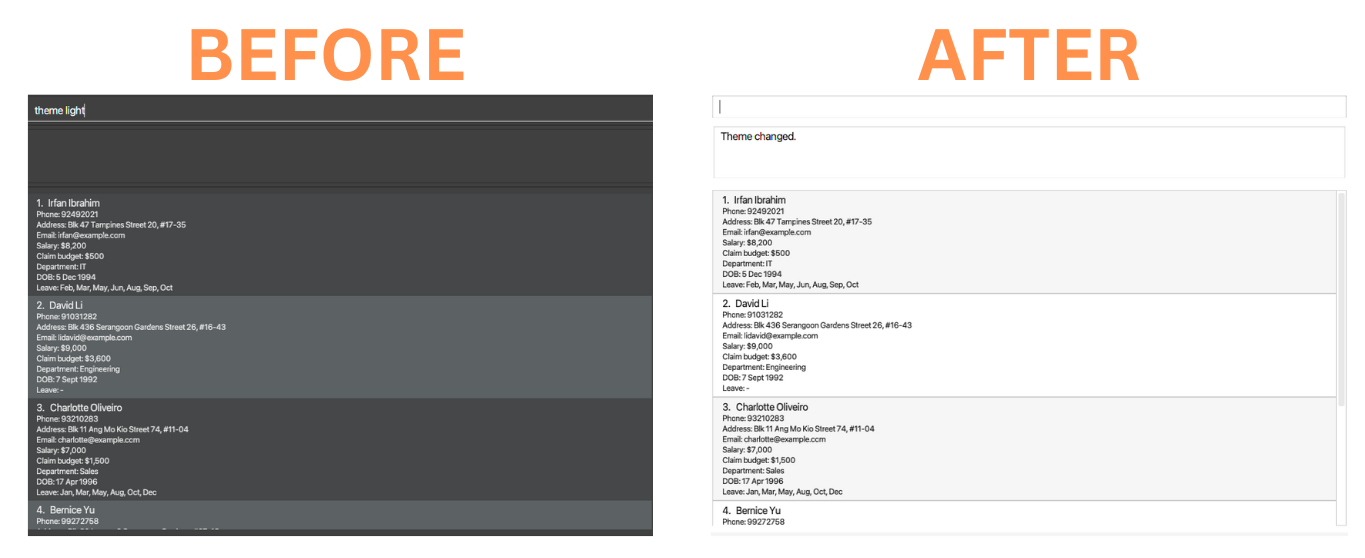 BEFORE
theme light
1. Irfan Ibrahim
Phone: 92492021
Address: Blk 47 Tampines Street 20, #17-35
Email: irfan@example.com
Salary: $8,200
Claim budget: $500
Department: IT
DOB: 5 Dec 1994
Leave: Feb, Mar, May, Jun, Aug, Sep, Oct
2. David Li
Phone: 91031282
Address: Blk 436 Serangoon Gardens Street 26, #16-43
Email: lidavid@example.com
Salary: $9,000
Claim budget: $3,600
Department: Engineering
DOB: 7 Sept 1992
Leave: -
3. Charlotte Oliveiro
Phone: 93210283
Address: Blk 11 Ang Mo Kio Street 74, #11-04
Email: charlotte@example.com
Salary: $7,000
Claim budget: $1,500
Department: Sales
DOB: 17 Apr 1996
Leave: Jan, Mar, May, Aug, Oct, Dec
4. Bernice Yu
Phone: 99272758
AFTER
Theme changed.
1. Irfan Ibrahim
Phone: 92492021
Address: Blk 47 Tampines Street 20, #17-35
Email: irfan@example.com
Salary: $8,200
Claim budget: $500
Department: IT
DOB: 5 Dec 1994
Leave: Feb, Mar, May, Jun, Aug, Sep, Oct
2. David Li
Phone: 91031282
Address: Blk 436 Serangoon Gardens Street 26, #16-43
Email: lidavid@example.com
Salary: $9,000
Claim budget: $3,600
Department: Engineering
DOB: 7 Sept 1992
Leave: -
3. Charlotte Oliveiro
Phone: 93210283
Address: Blk 11 Ang Mo Kio Street 74, #11-04
Email: charlotte@example.com
Salary: $7,000
Claim budget: $1,500
Department: Sales
DOB: 17 Apr 1996
Leave: Jan, Mar, May, Aug, Oct, Dec
4. Bernice Yu
Phone: 99272758